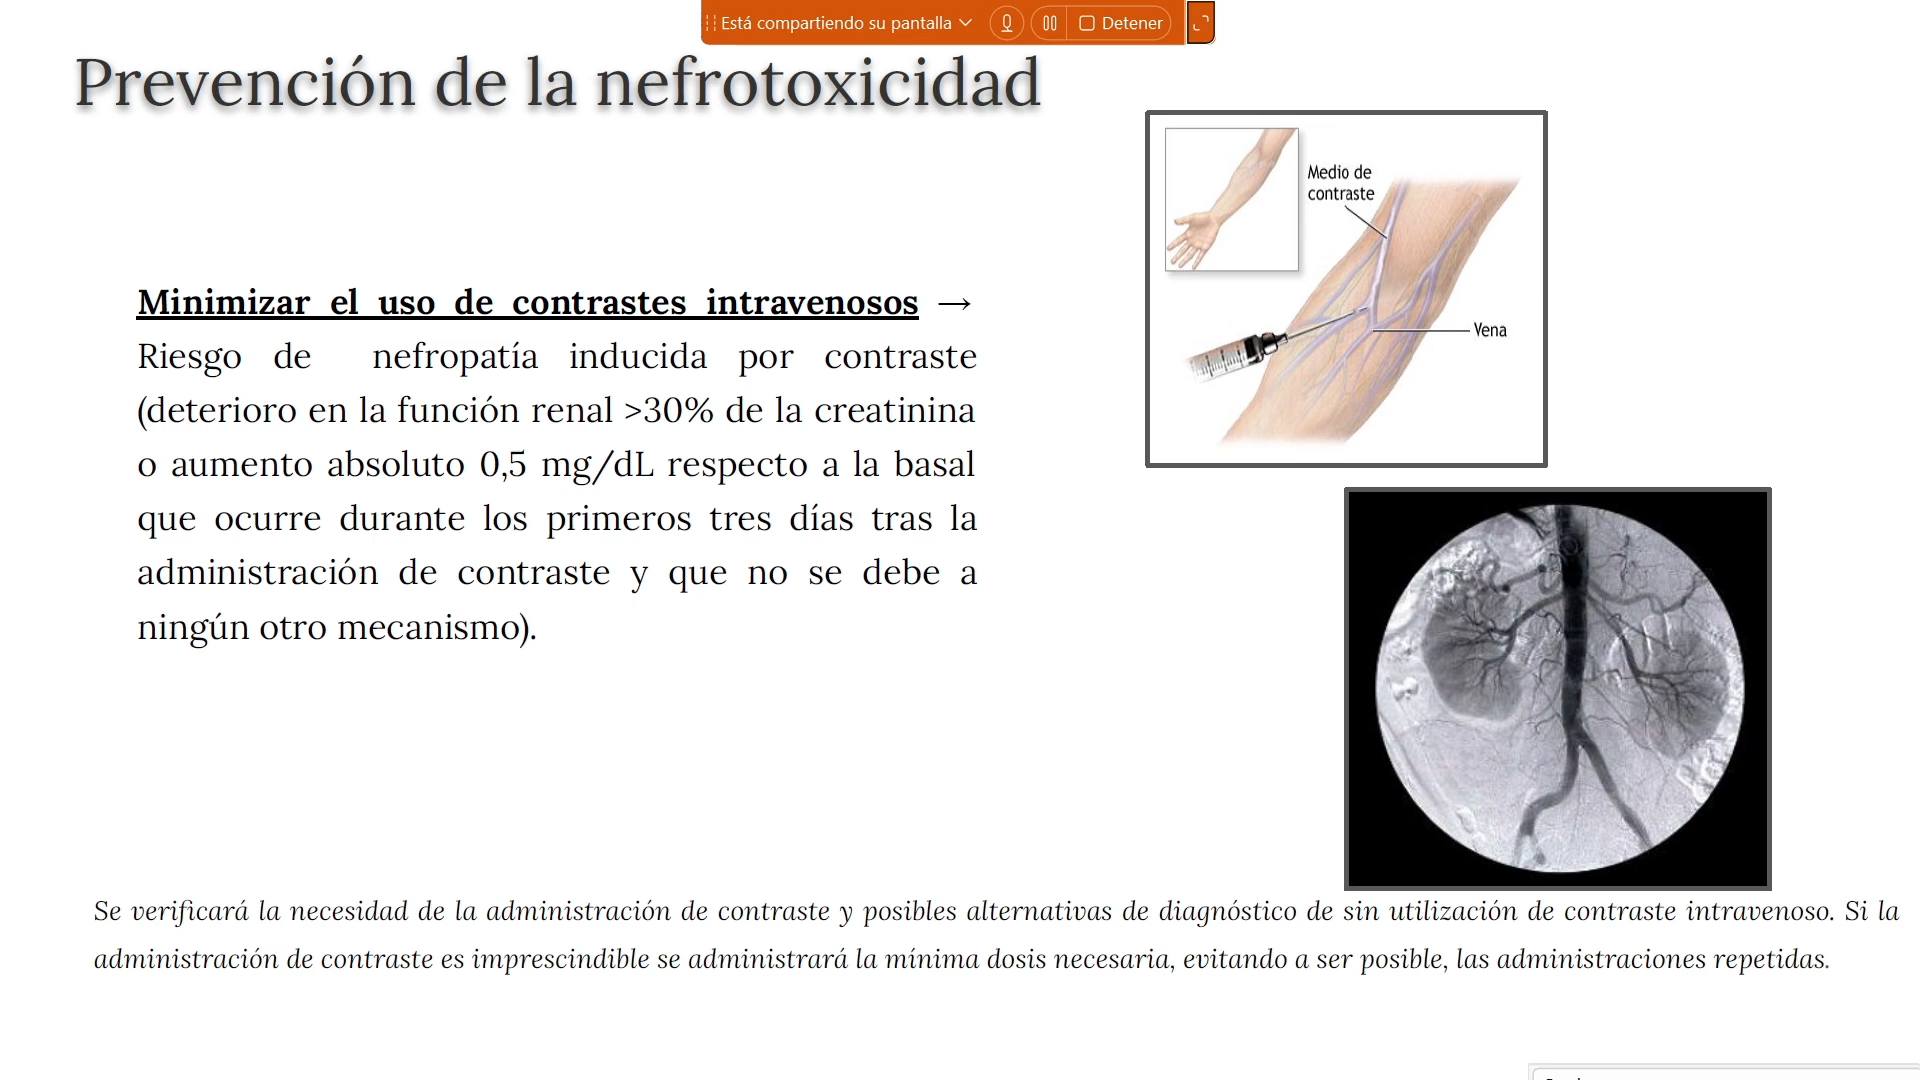 Está compartiendo su pantalla
Detener
Prevención de la nefrotoxicidad
Medio de
contraste
Vena
Minimizar el uso de contrastes intravenosos →
Riesgo de nefropatía inducida por contraste
(deterioro en la función renal >30% de la creatinina
o aumento absoluto 0,5 mg/dL respecto a la basal
que ocurre durante los primeros tres días tras la
administración de contraste y que no se debe a
ningún otro mecanismo).
Se verificará la necesidad de la administración de contraste y posibles alternativas de diagnóstico de sin utilización de contraste intravenoso. Si la
administración de contraste es imprescindible se administrará la mínima dosis necesaria, evitando a ser posible, las administraciones repetidas.